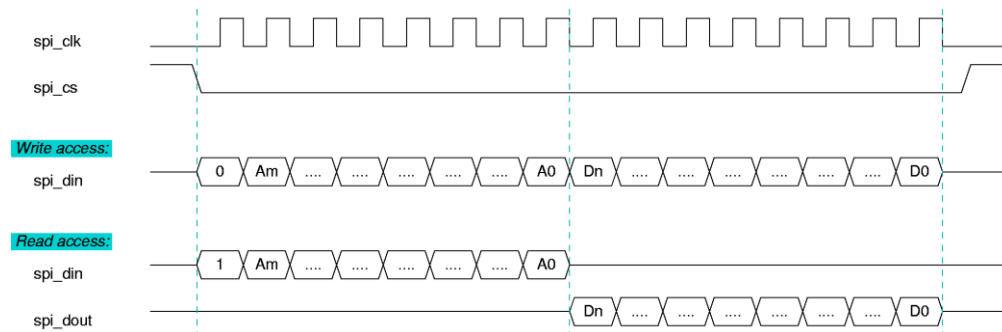 spi_clk
spi_cs
Write access:
spi_din 0 Am .... .... .... .... .... A0 Dn .... .... .... .... .... .... D0
Read access:
spi_din 1 Am .... .... .... .... .... A0
spi_dout Dn .... .... .... .... .... .... D0